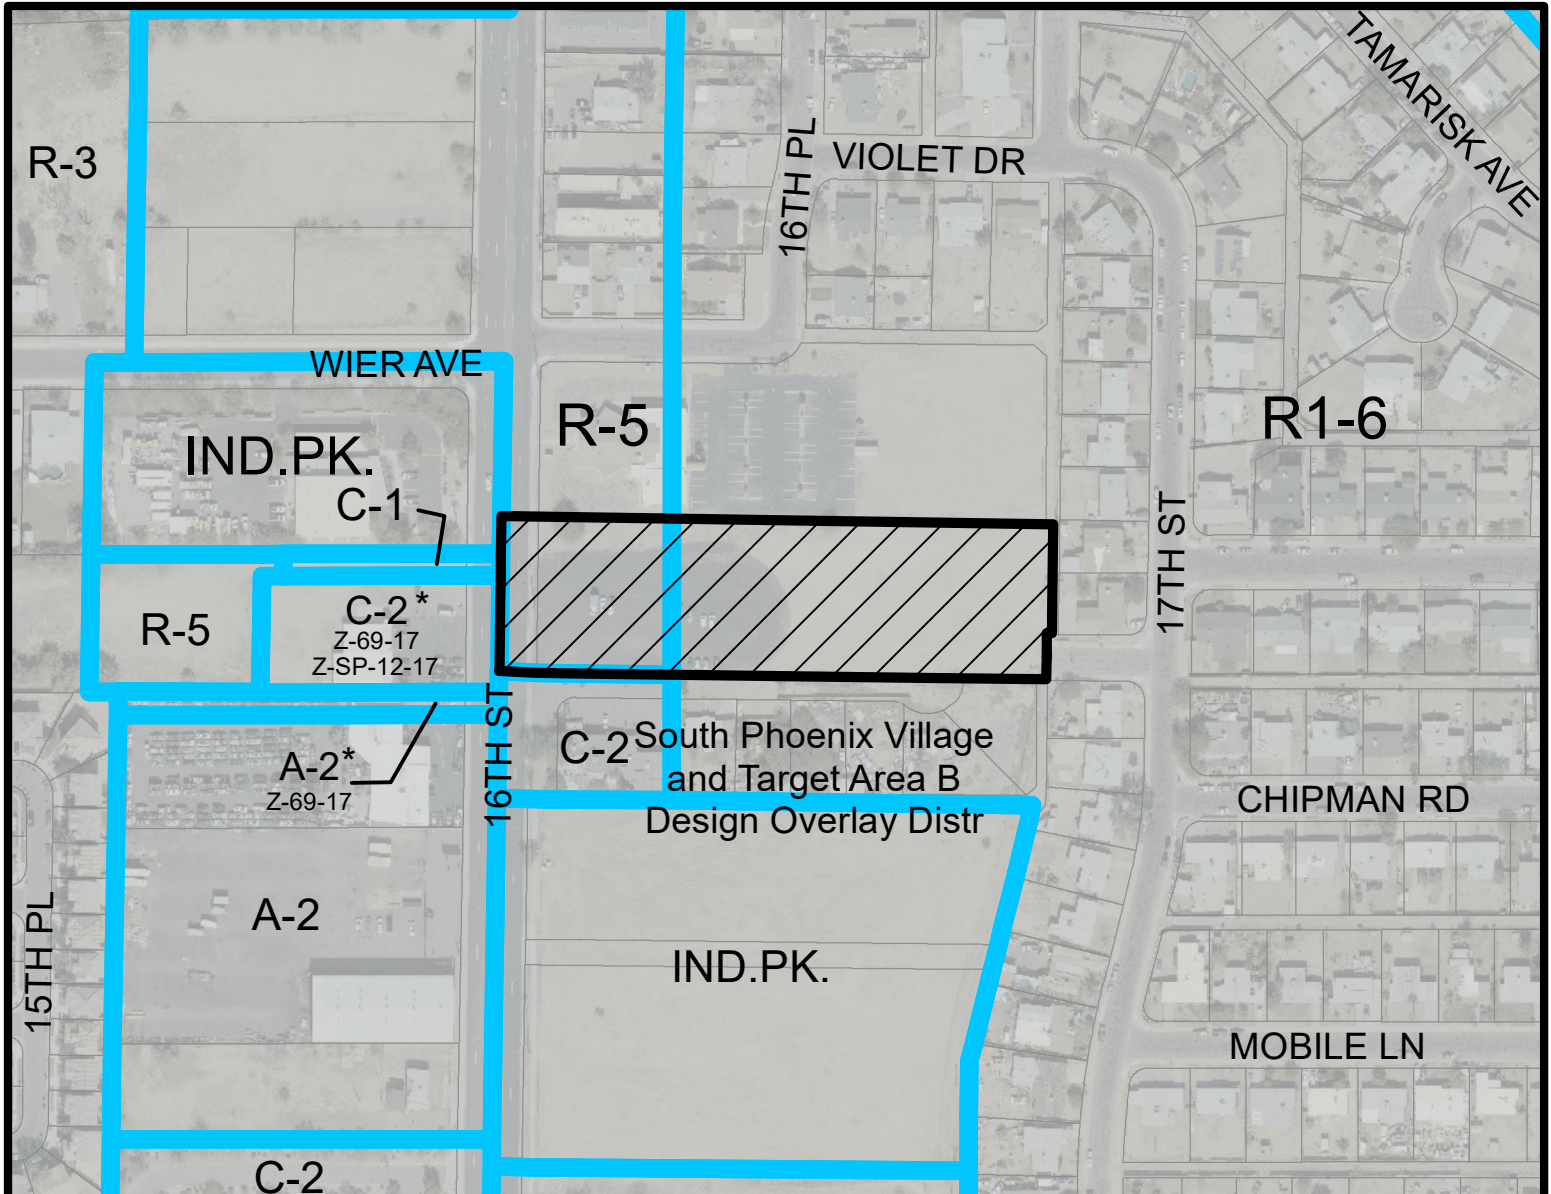 TAMARISK AVE
R-3
16TH PL
VIOLET DR
WIER AVE
R-5
R1-6
IND.PK.
C-1
17TH ST
C-2*
Z-69-17
Z-SP-12-17
R-5
16TH ST
C-2
South Phoenix Village
and Target Area B
Design Overlay Distr
A-2*
Z-69-17
CHIPMAN RD
A-2
15TH PL
IND.PK.
MOBILE LN
C-2